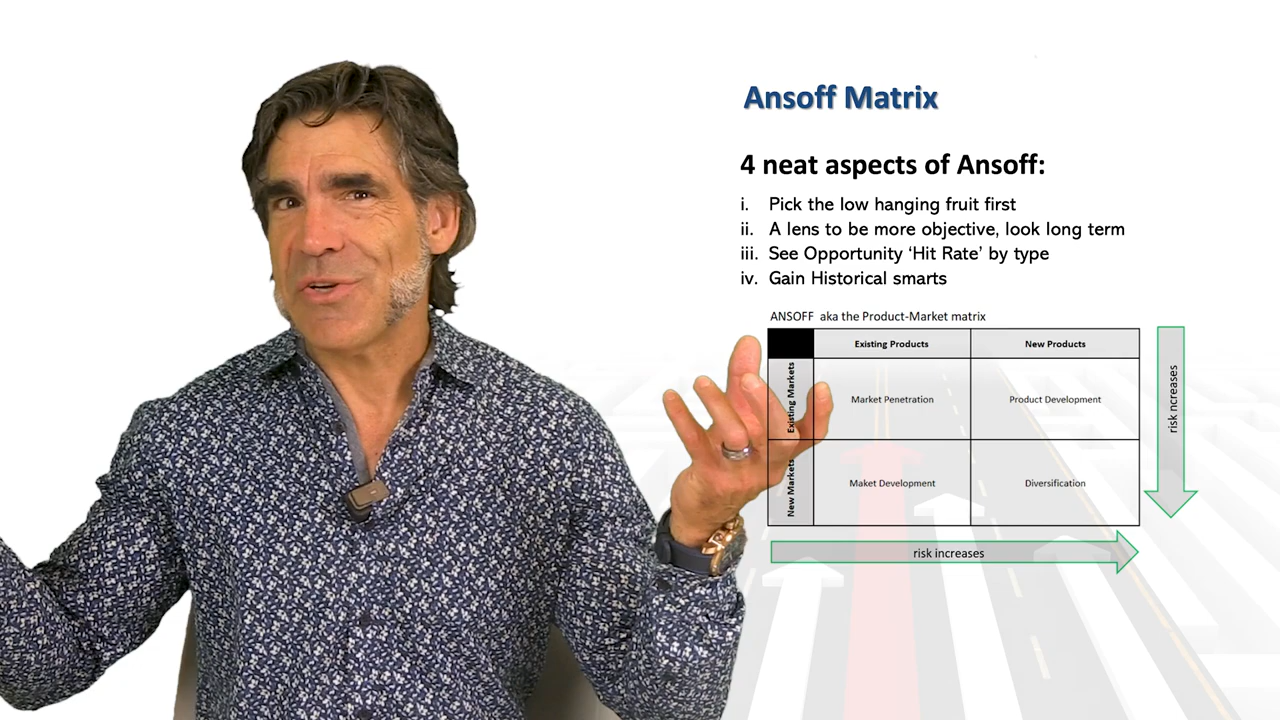 Ansoff Matrix
4 neat aspects of Ansoff:
i. Pick the low hanging fruit first
ii. A lens to be more objective, look long term
iii. See Opportunity ‘Hit Rate’ by type
iv. Gain Historical smarts
ANSOFF aka the Product-Market matrix
Existing Products
New Products
Existing Markets
Market Penetration
Product Development
New Markets
Maket Development
Diversification
risk ncreases
risk increases